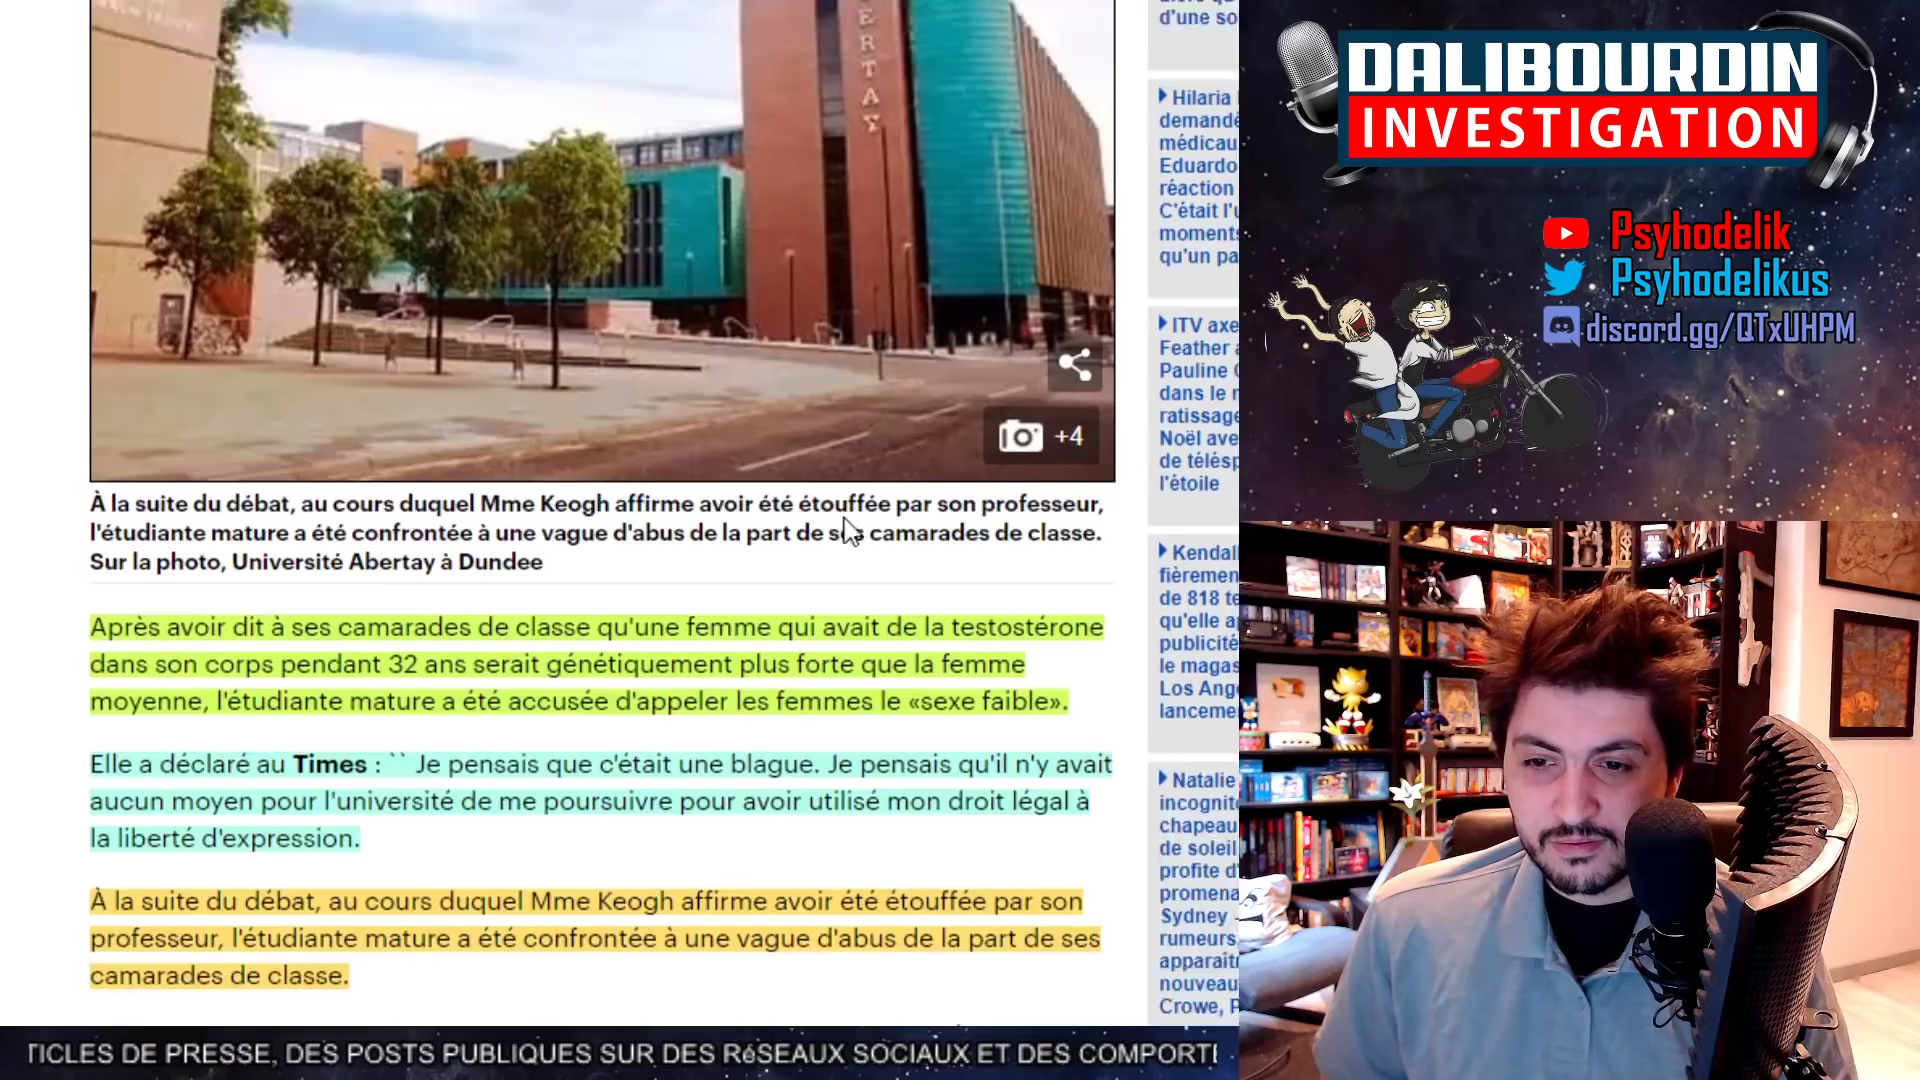 ERTAY
+4
À la suite du débat, au cours duquel Mme Keogh affirme avoir été étouffée par son professeur,
l'étudiante mature a été confrontée à une vague d'abus de la part de ses camarades de classe.
Sur la photo, Université Abertay à Dundee
Après avoir dit à ses camarades de classe qu'une femme qui avait de la testostérone
dans son corps pendant 32 ans serait génétiquement plus forte que la femme
moyenne, l'étudiante mature a été accusée d'appeler les femmes le «sexe faible».
Elle a déclaré au Times : `` Je pensais que c'était une blague. Je pensais qu'il n'y avait
aucun moyen pour l'université de me poursuivre pour avoir utilisé mon droit légal à
la liberté d'expression.
À la suite du débat, au cours duquel Mme Keogh affirme avoir été étouffée par son
professeur, l'étudiante mature a été confrontée à une vague d'abus de la part de ses
camarades de classe.
d'une so
Hilaria
demandé
médicau
Eduardo
réaction
C'était l'u
moments
qu'un pa
ITV axe
Feather a
Pauline
dans le r
ratissage
Noël ave
de télésp
l'étoile
Kendall
fièremen
de 818 te
qu'elle a
publicité
le magas
Los Ang
lanceme
Natalie
incognito
chapeau
de soleil
profite d'
promena
Sydney
rumeurs
apparaît
nouveau
Crowe, P
DALIBOURDIN
INVESTIGATION
Psyhodelik
Psyhodelikus
discord.gg/QTxUHPM
TICLES DE PRESSE, DES POSTS PUBLIQUES SUR DES RéSEAUX SOCIAUX ET DES COMPORTE